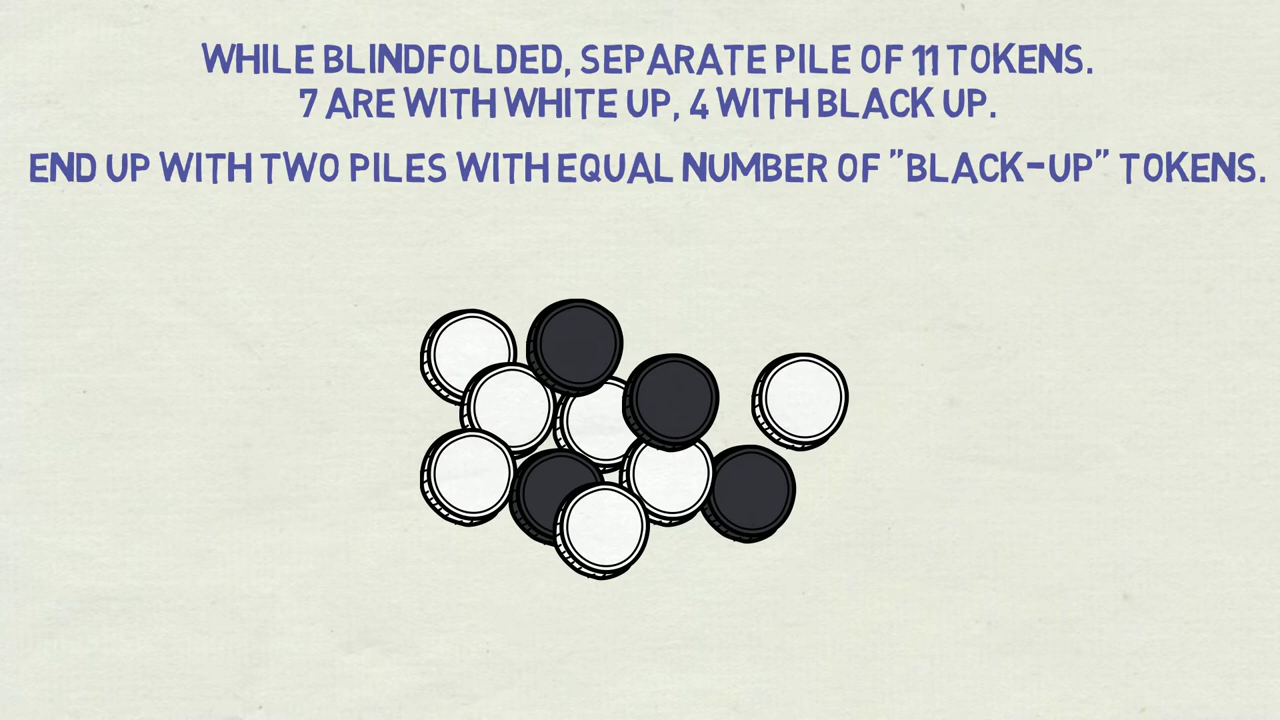 WHILE BLINDFOLDED, SEPARATE PILE OF 11 TOKENS.
7 ARE WITH WHITE UP, 4 WITH BLACK UP.
END UP WITH TWO PILES WITH EQUAL NUMBER OF "BLACK-UP" TOKENS.